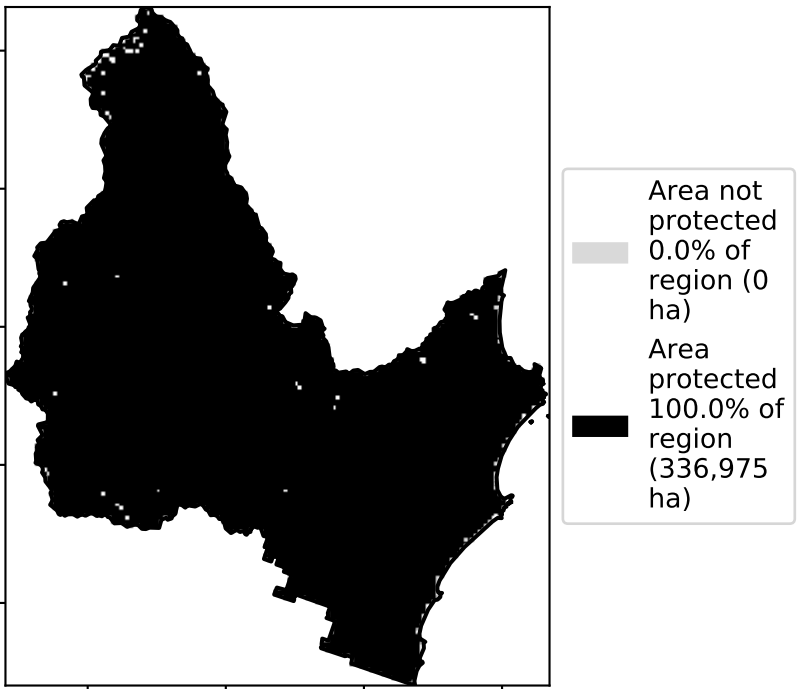 Area not
protected
0.0% of
region (0
ha)
Area
protected
100.0% of
region
(336,975
ha)